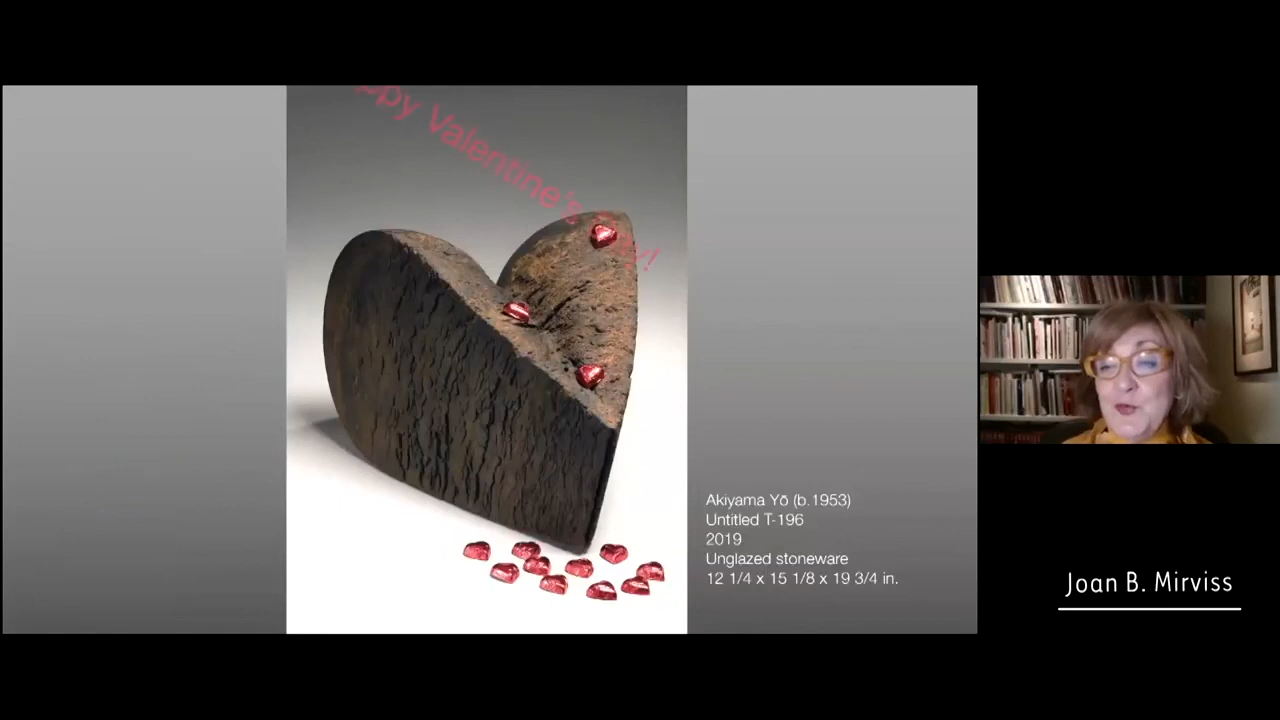 ppy Valentine's Day!
Akiyama Yō (b.1953)
Untitled T-196
2019
Unglazed stoneware
12 1/4 x 15 1/8 x 19 3/4 in.
Joan B. Mirviss